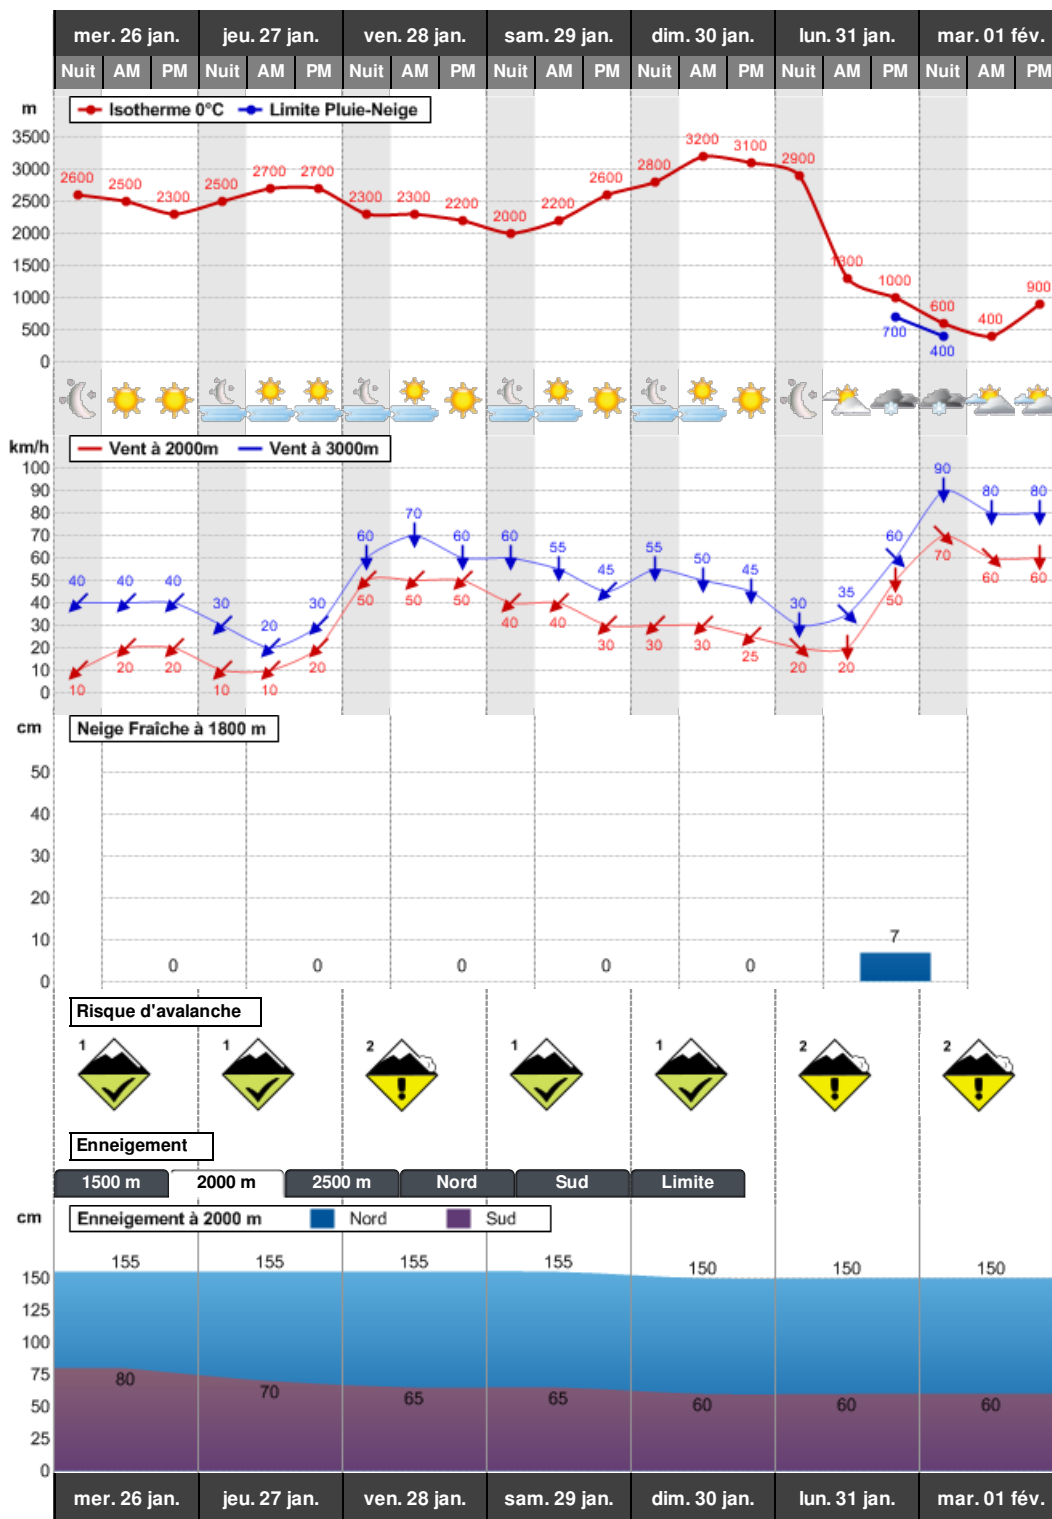 mer. 26 jan. jeu. 27 jan. ven. 28 jan. sam. 29 jan. dim. 30 jan. lun. 31 jan. mar. 01 fév.
Nuit AM PM Nuit AM PM Nuit AM PM Nuit AM PM Nuit AM PM Nuit AM PM Nuit AM PM
m
Isotherme 0°C Limite Pluie-Neige
3500
3000
2500
2000
1500
1000
500
0
2600 2500 2300 2500 2700 2700 2300 2300 2200 2000 2200 2600 2800 3200 3100 2900 1300 1000 600 400 900
700 400
km/h
Vent à 2000m Vent à 3000m
100
90
80
70
60
50
40
30
20
10
0
40 40 40 30 20 30 60 70 60 60 55 45 55 50 45 30 35 60 90 80 80
10 20 20 10 10 20 50 50 50 40 40 30 30 30 25 20 20 50 70 60 60
cm
Neige Fraîche à 1800 m
50
40
30
20
10
0
0 0 0 0 0 7
Risque d'avalanche
1 1 2 1 1 2 2
Enneigement
1500 m 2000 m 2500 m Nord Sud Limite
cm
Enneigement à 2000 m Nord Sud
150
125
100
75
50
25
0
155 155 155 155 150 150 150
80 70 65 65 60 60 60
mer. 26 jan. jeu. 27 jan. ven. 28 jan. sam. 29 jan. dim. 30 jan. lun. 31 jan. mar. 01 fév.